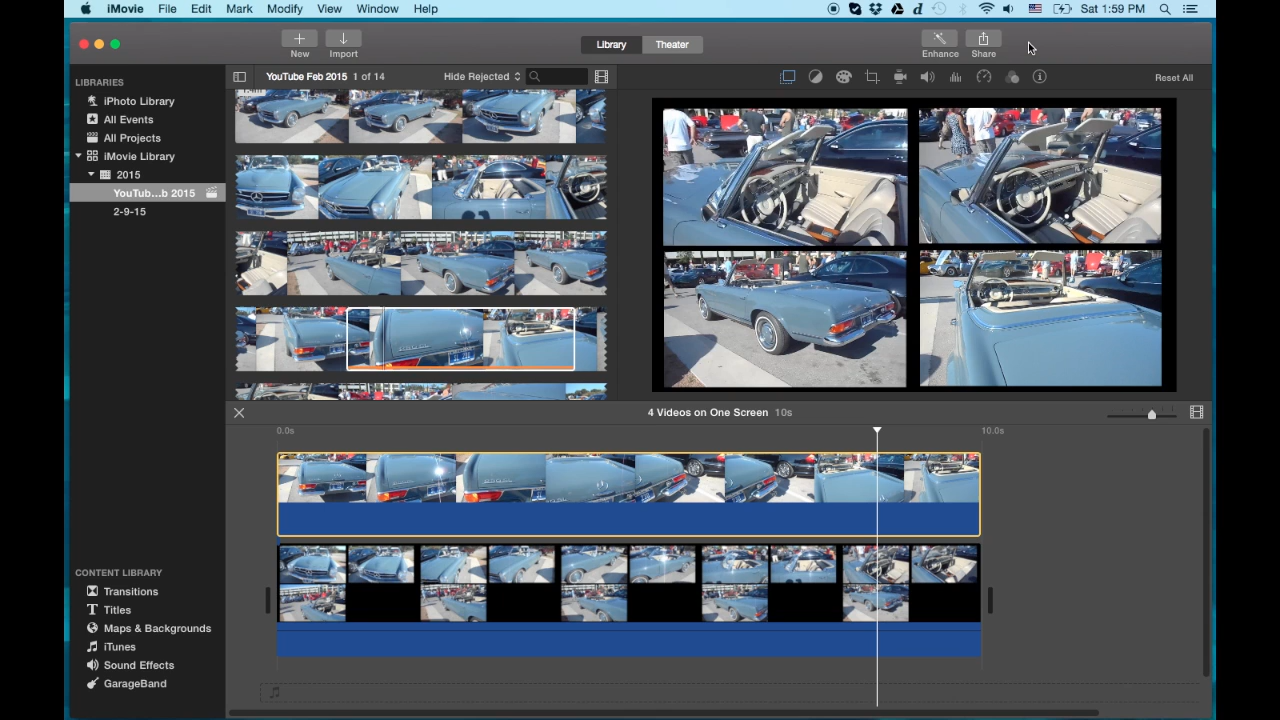 iMovie File Edit Mark Modify View Window Help Sat 1:59 PM
New Import Library Theater Enhance Share
LIBRARIES
iPhoto Library
All Events
All Projects
iMovie Library
2015
YouTub...b 2015
2-9-15
YouTube Feb 2015 1 of 14 Hide Rejected
Reset All
4 Videos on One Screen 10s
0.0s 10.0s
CONTENT LIBRARY
Transitions
Titles
Maps & Backgrounds
iTunes
Sound Effects
GarageBand